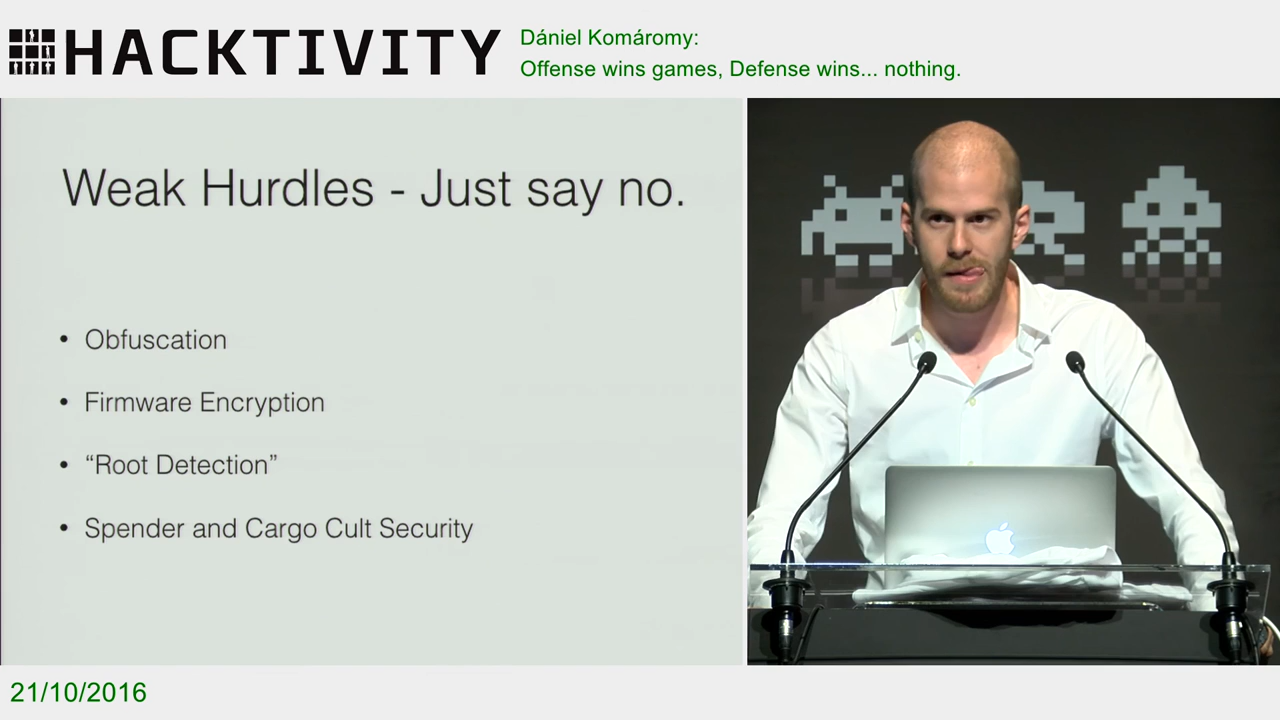 HACKTIVITY
Dániel Komáromy:
Offense wins games, Defense wins... nothing.
Weak Hurdles - Just say no.
• Obfuscation
• Firmware Encryption
• “Root Detection”
• Spender and Cargo Cult Security
21/10/2016